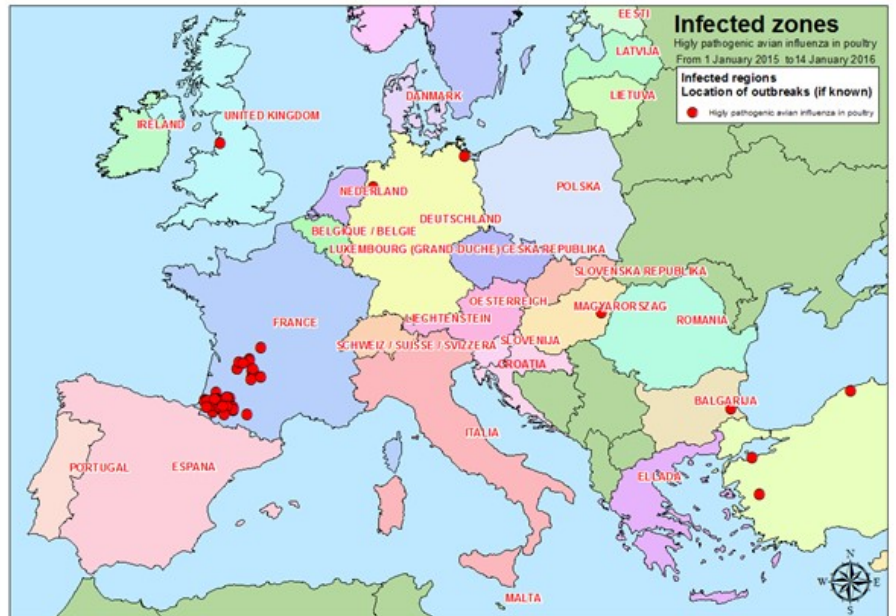 Infected zones
Higly pathogenic avian influenza in poultry
From 1 January 2015 to14 January 2016
Infected regions
Location of outbreaks (if known)
Higly pathogenic avian influenza in poultry
EESTI
LATVIJA
LIETUVA
DANMARK
UNITED KINGDOM
IRELAND
NEDERLAND
POLSKA
DEUTSCHLAND
BELGIQUE / BELGIE
LUXEMBOURG (GRAND-DUCHE)
CESKA REPUBLIKA
SLOVENSKA REPUBLIKA
OESTERREICH
MAGYARORSZAG
LIECHTENSTEIN
FRANCE
ROMANIA
SCHWEIZ / SUISSE / SVIZZERA
SLOVENIJA
CROATIA
BALGARIJA
ITALIA
PORTUGAL
ESPANA
ELLADA
MALTA
N
W
E
S